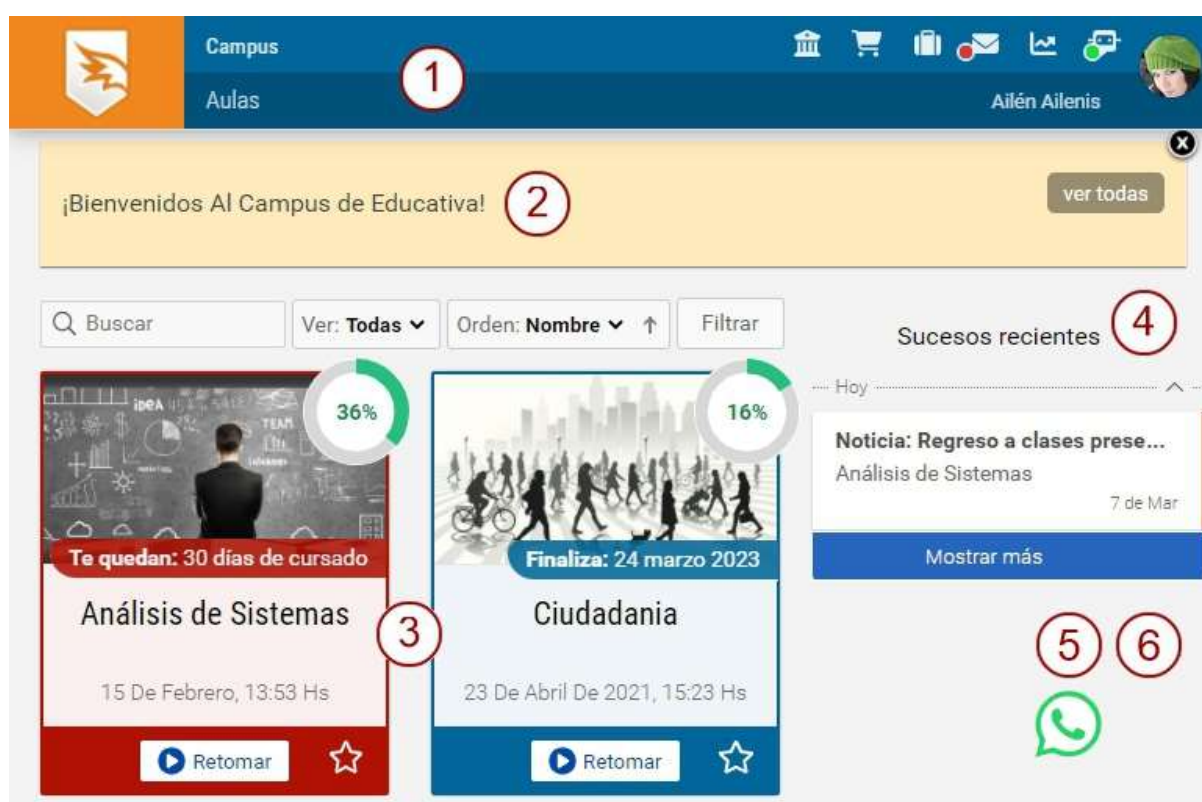 Campus
1
Aulas
Ailén Ailenis
X
¡Bienvenidos Al Campus de Educativa!
2
ver todas
Buscar
Ver: Todas
Orden: Nombre
Filtrar
Sucesos recientes
4
IDEA
TEAM
36%
16%
Hoy
Noticia: Regreso a clases prese...
Análisis de Sistemas
7 de Mar
Mostrar más
Te quedan: 30 días de cursado
Finaliza: 24 marzo 2023
Análisis de Sistemas
3
Ciudadania
5
6
15 De Febrero, 13:53 Hs
23 De Abril De 2021, 15:23 Hs
Retomar
Retomar